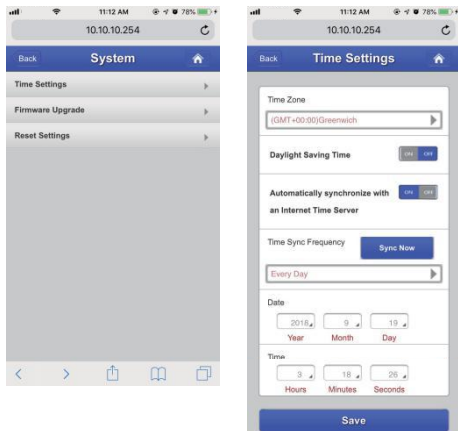 11:12 AM
78%
10.10.10.254
Back
System
Time Settings
Firmware Upgrade
Reset Settings
11:12 AM
78%
10.10.10.254
Back
Time Settings
Time Zone
(GMT+00:00)Greenwich
Daylight Saving Time
ON OFF
Automatically synchronize with
an Internet Time Server
ON OFF
Time Sync Frequency
Sync Now
Every Day
Date
2018 9 19
Year Month Day
Time
3 18 26
Hours Minutes Seconds
Save